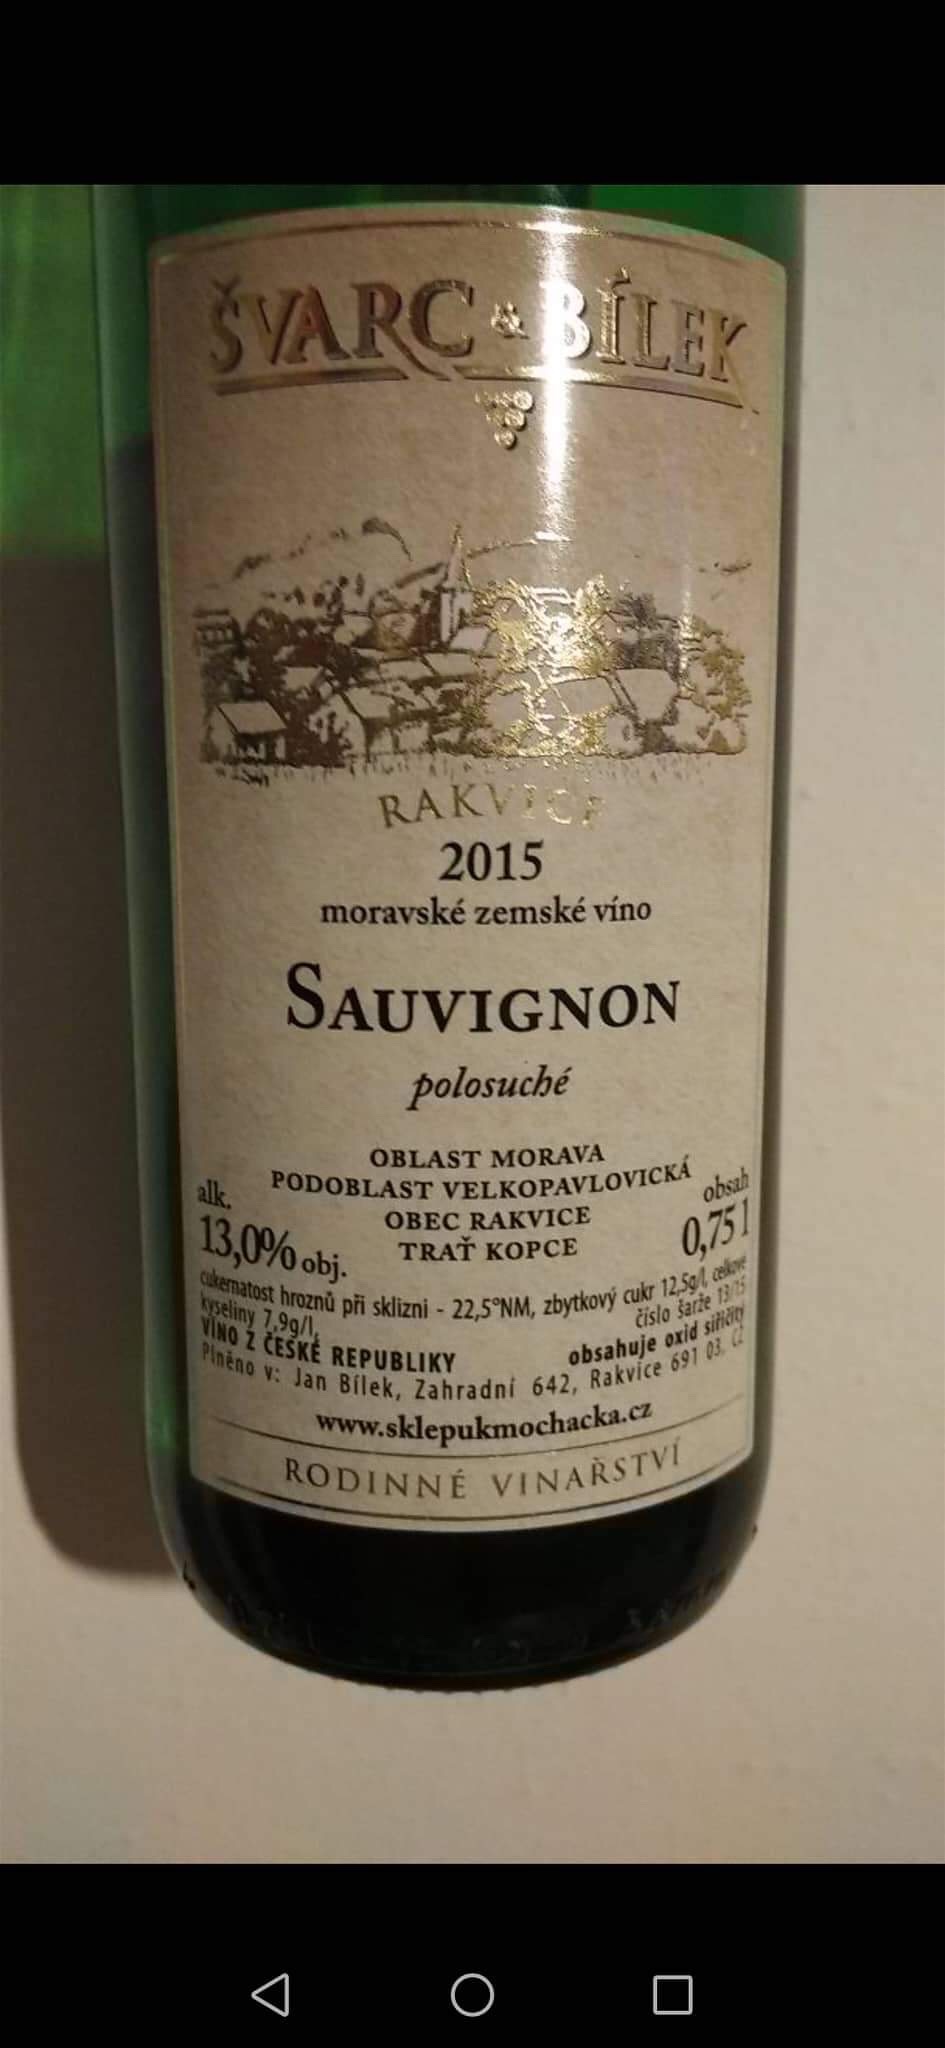 ŠVARC & BÍLEK
RAKVICE
2015
moravské zemské víno
SAUVIGNON
polosuché
OBLAST MORAVA
PODOBLAST VELKOPAVLOVICKÁ
OBEC RAKVICE
TRAŤ KOPCE
alk.
13,0% obj.
obsah
0,75 l
cukernatost hroznů při sklizni - 22,5°NM, zbytkový cukr 12,5g/l, celkové
kyseliny 7,9g/l,
číslo šarže 13/15
VÍNO Z ČESKÉ REPUBLIKY
obsahuje oxid siřičitý
Plněno v: Jan Bílek, Zahradní 642, Rakvice 691 03, CZ
www.sklepukmochacka.cz
RODINNÉ VINAŘSTVÍ